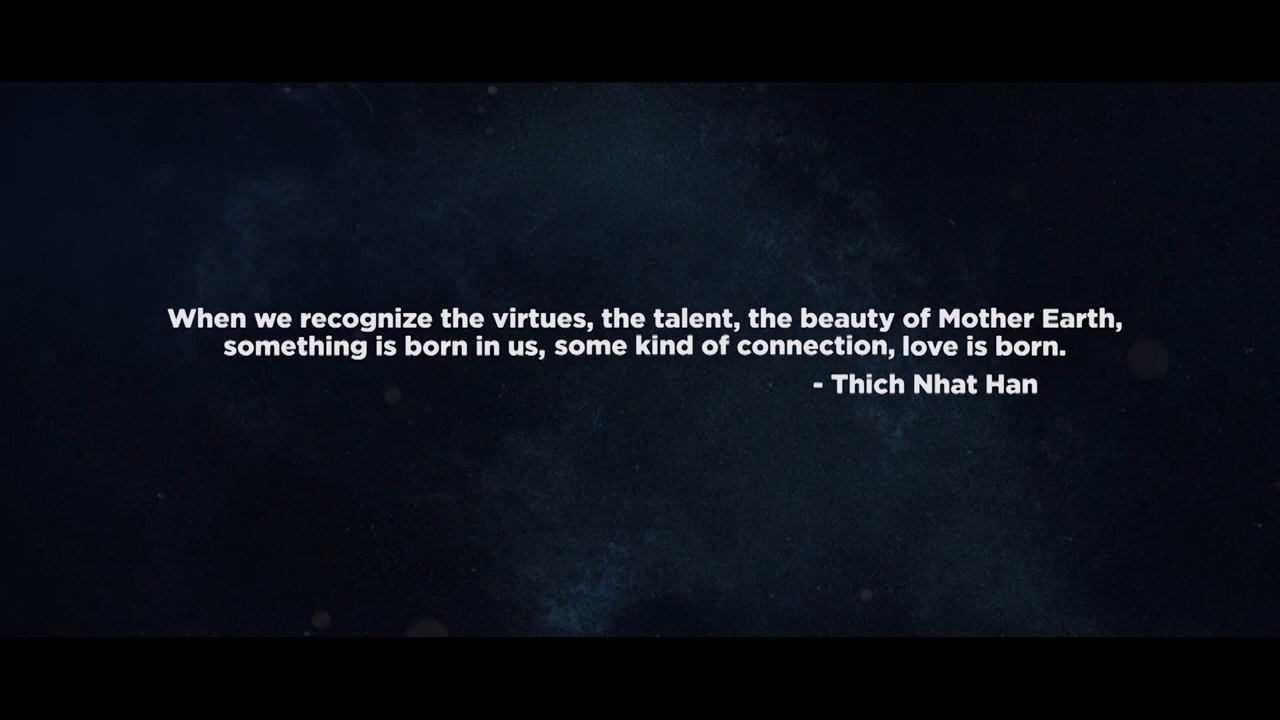 When we recognize the virtues, the talent, the beauty of Mother Earth,
something is born in us, some kind of connection, love is born.
- Thich Nhat Han